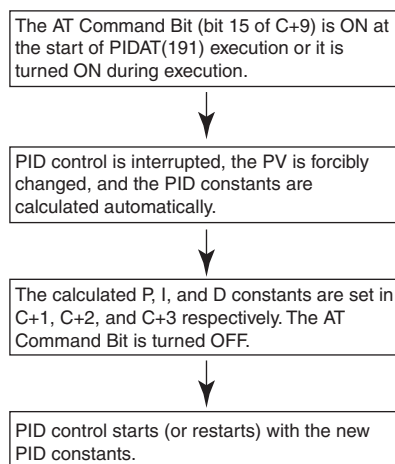 The AT Command Bit (bit 15 of C+9) is ON at
the start of PIDAT(191) execution or it is
turned ON during execution.
PID control is interrupted, the PV is forcibly
changed, and the PID constants are
calculated automatically.
The calculated P, I, and D constants are set in
C+1, C+2, and C+3 respectively. The AT
Command Bit is turned OFF.
PID control starts (or restarts) with the new
PID constants.